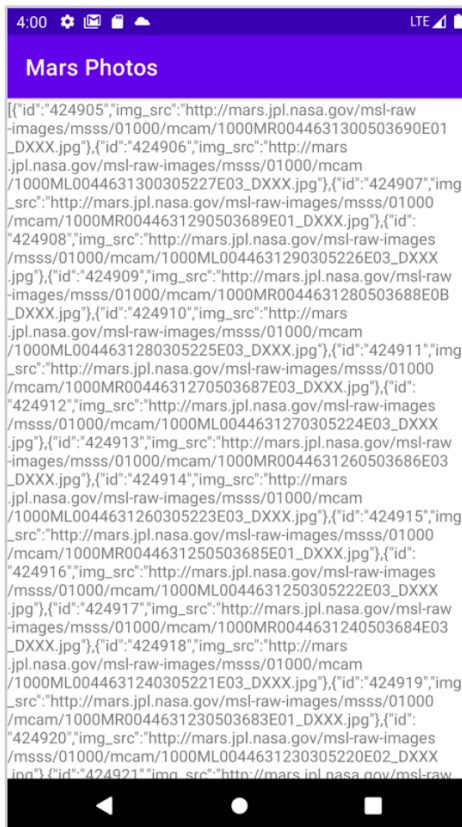 4:00
LTE
Mars Photos
[{"id":"424905","img_src":"http://mars.jpl.nasa.gov/msl-raw
-images/msss/01000/mcam/1000MR0044631300503690E01
_DXXX.jpg"},{"id":"424906","img_src":"http://mars
.jpl.nasa.gov/msl-raw-images/msss/01000/mcam
/1000ML0044631300305227E03_DXXX.jpg"},{"id":"424907","img
_src":"http://mars.jpl.nasa.gov/msl-raw-images/msss/01000
/mcam/1000MR0044631290503689E01_DXXX.jpg"},{"id":
"424908","img_src":"http://mars.jpl.nasa.gov/msl-raw-images
/msss/01000/mcam/1000ML0044631290305226E03_DXXX
.jpg"},{"id":"424909","img_src":"http://mars.jpl.nasa.gov/msl-raw
-images/msss/01000/mcam/1000MR0044631280503688E0B
_DXXX.jpg"},{"id":"424910","img_src":"http://mars
.jpl.nasa.gov/msl-raw-images/msss/01000/mcam
/1000ML0044631280305225E03_DXXX.jpg"},{"id":"424911","img
_src":"http://mars.jpl.nasa.gov/msl-raw-images/msss/01000
/mcam/1000MR0044631270503687E03_DXXX.jpg"},{"id":
"424912","img_src":"http://mars.jpl.nasa.gov/msl-raw-images
/msss/01000/mcam/1000ML0044631270305224E03_DXXX
.jpg"},{"id":"424913","img_src":"http://mars.jpl.nasa.gov/msl-raw
-images/msss/01000/mcam/1000MR0044631260503686E03
_DXXX.jpg"},{"id":"424914","img_src":"http://mars
.jpl.nasa.gov/msl-raw-images/msss/01000/mcam
/1000ML0044631260305223E03_DXXX.jpg"},{"id":"424915","img
_src":"http://mars.jpl.nasa.gov/msl-raw-images/msss/01000
/mcam/1000MR0044631250503685E01_DXXX.jpg"},{"id":
"424916","img_src":"http://mars.jpl.nasa.gov/msl-raw-images
/msss/01000/mcam/1000ML0044631250305222E03_DXXX
.jpg"},{"id":"424917","img_src":"http://mars.jpl.nasa.gov/msl-raw
-images/msss/01000/mcam/1000MR0044631240503684E03
_DXXX.jpg"},{"id":"424918","img_src":"http://mars
.jpl.nasa.gov/msl-raw-images/msss/01000/mcam
/1000ML0044631240305221E03_DXXX.jpg"},{"id":"424919","img
_src":"http://mars.jpl.nasa.gov/msl-raw-images/msss/01000
/mcam/1000MR0044631230503683E01_DXXX.jpg"},{"id":
"424920","img_src":"http://mars.jpl.nasa.gov/msl-raw-images
/msss/01000/mcam/1000ML0044631230305220E02_DXXX
.jpg"},{"id":"424921","img_src":"http://mars.jpl.nasa.gov/msl-raw